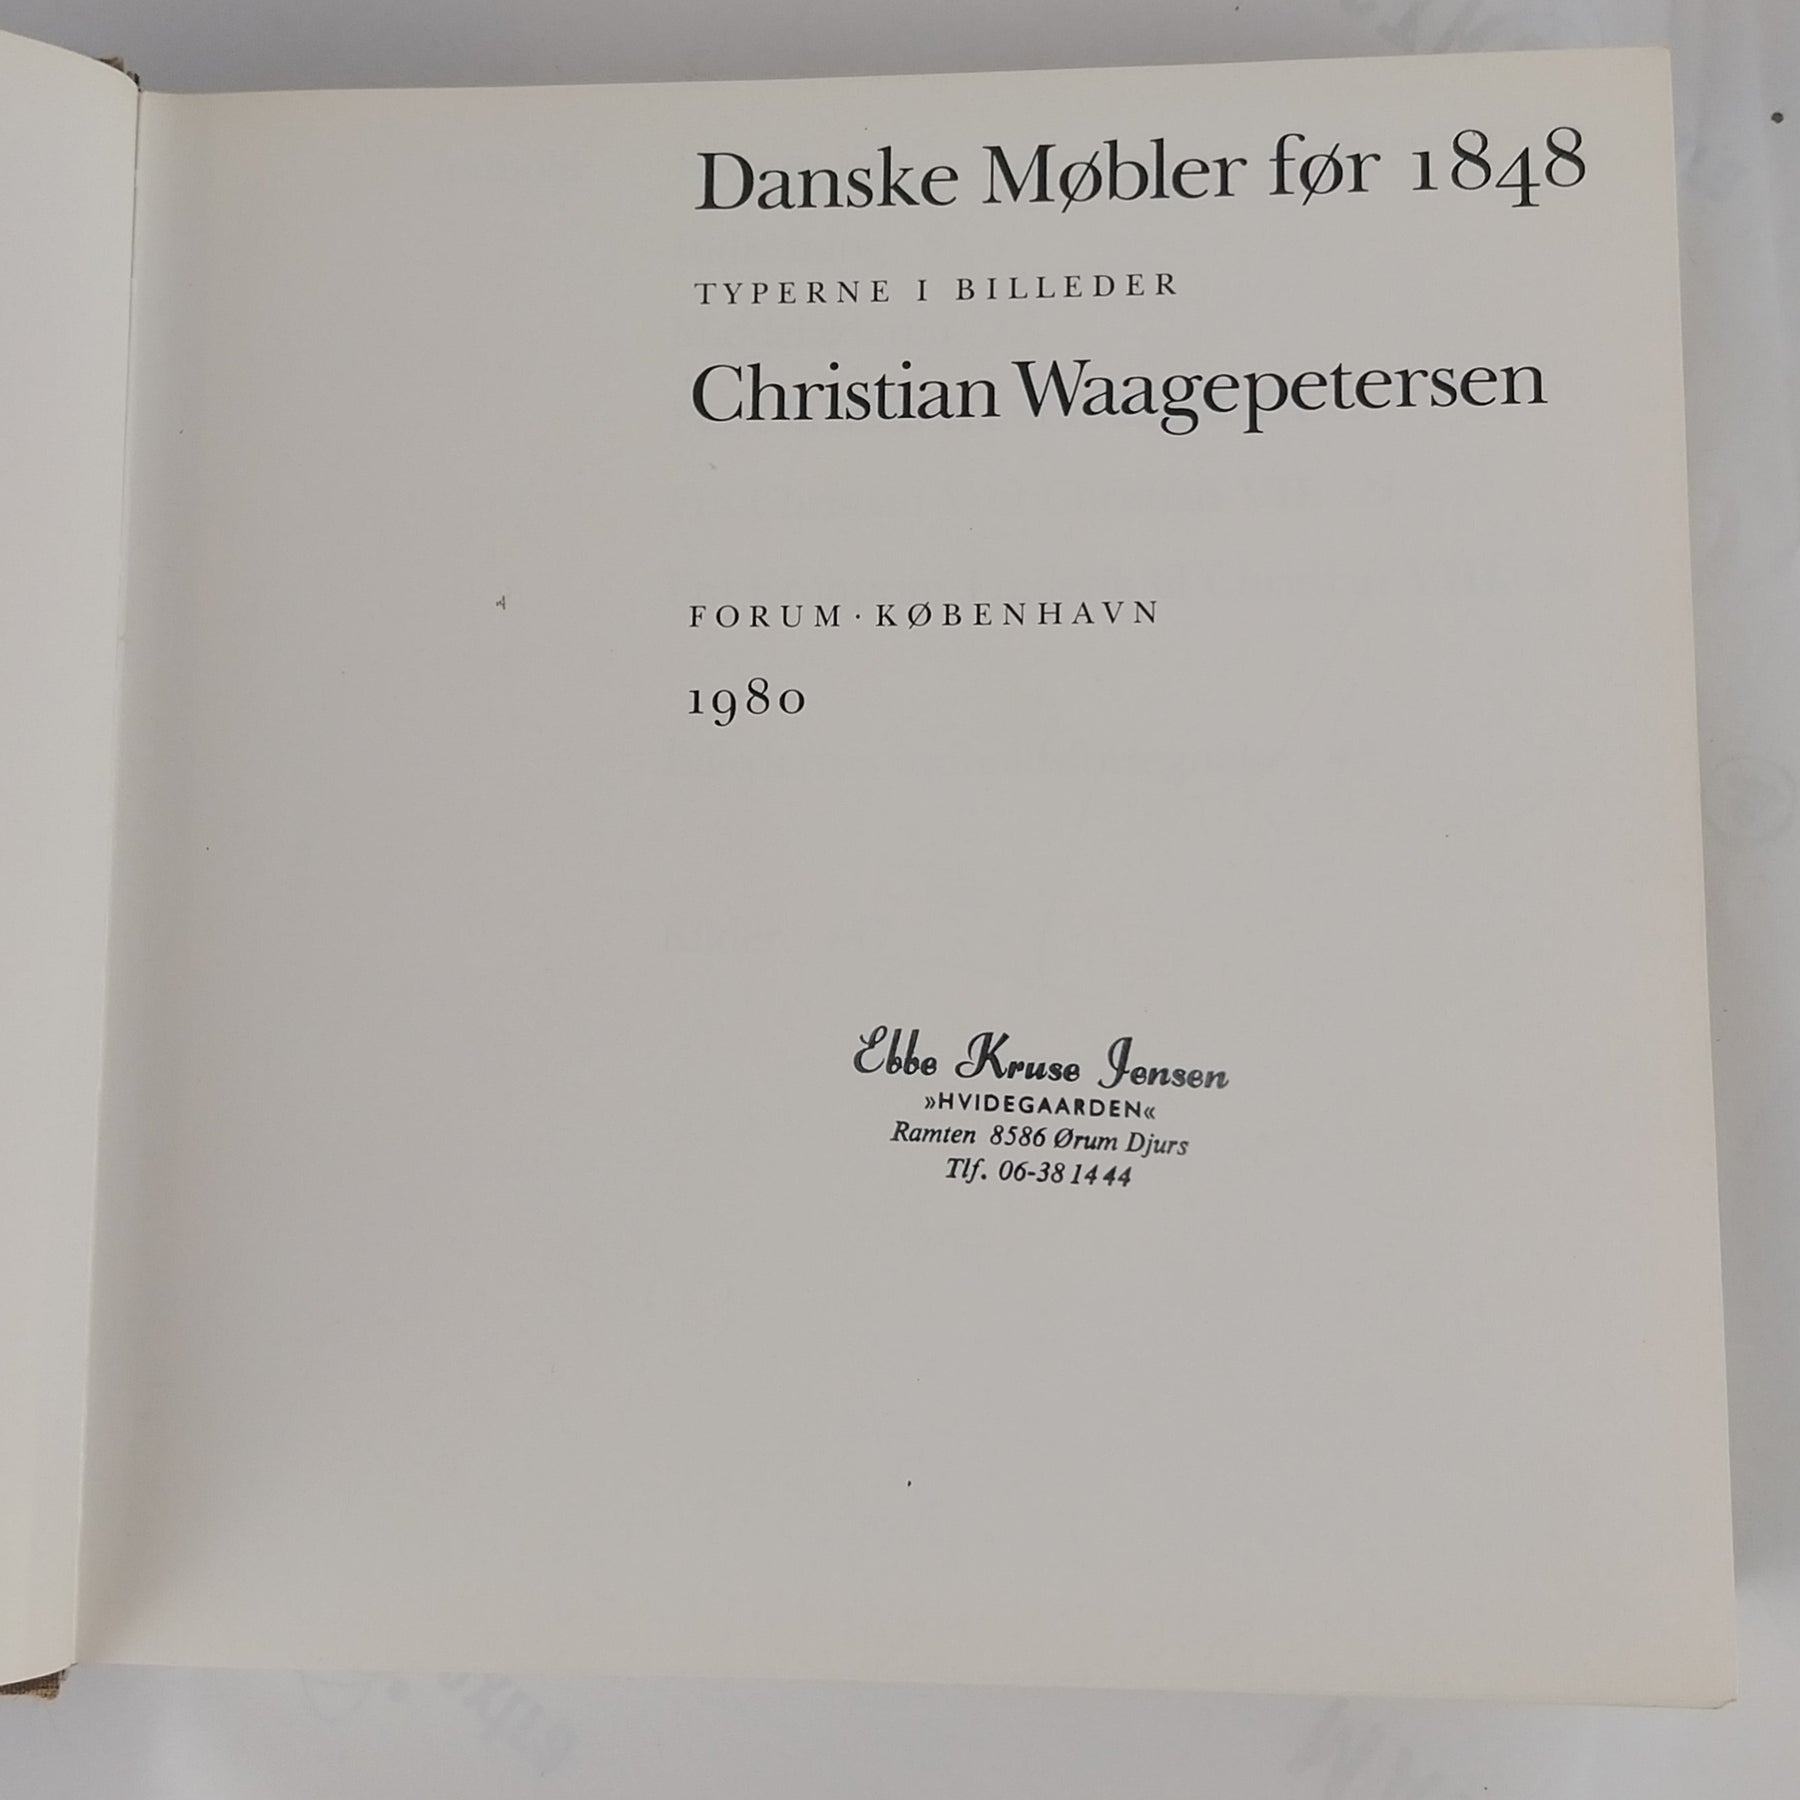 Danske Møbler før 1848
TYPERNE I BILLEDER
Christian Waagepetersen
FORUM · KØBENHAVN
1980
Ebbe Kruse Jensen
»HVIDEGAARDEN«
Ramten 8586 Ørum Djurs
Tlf. 06-38 14 44